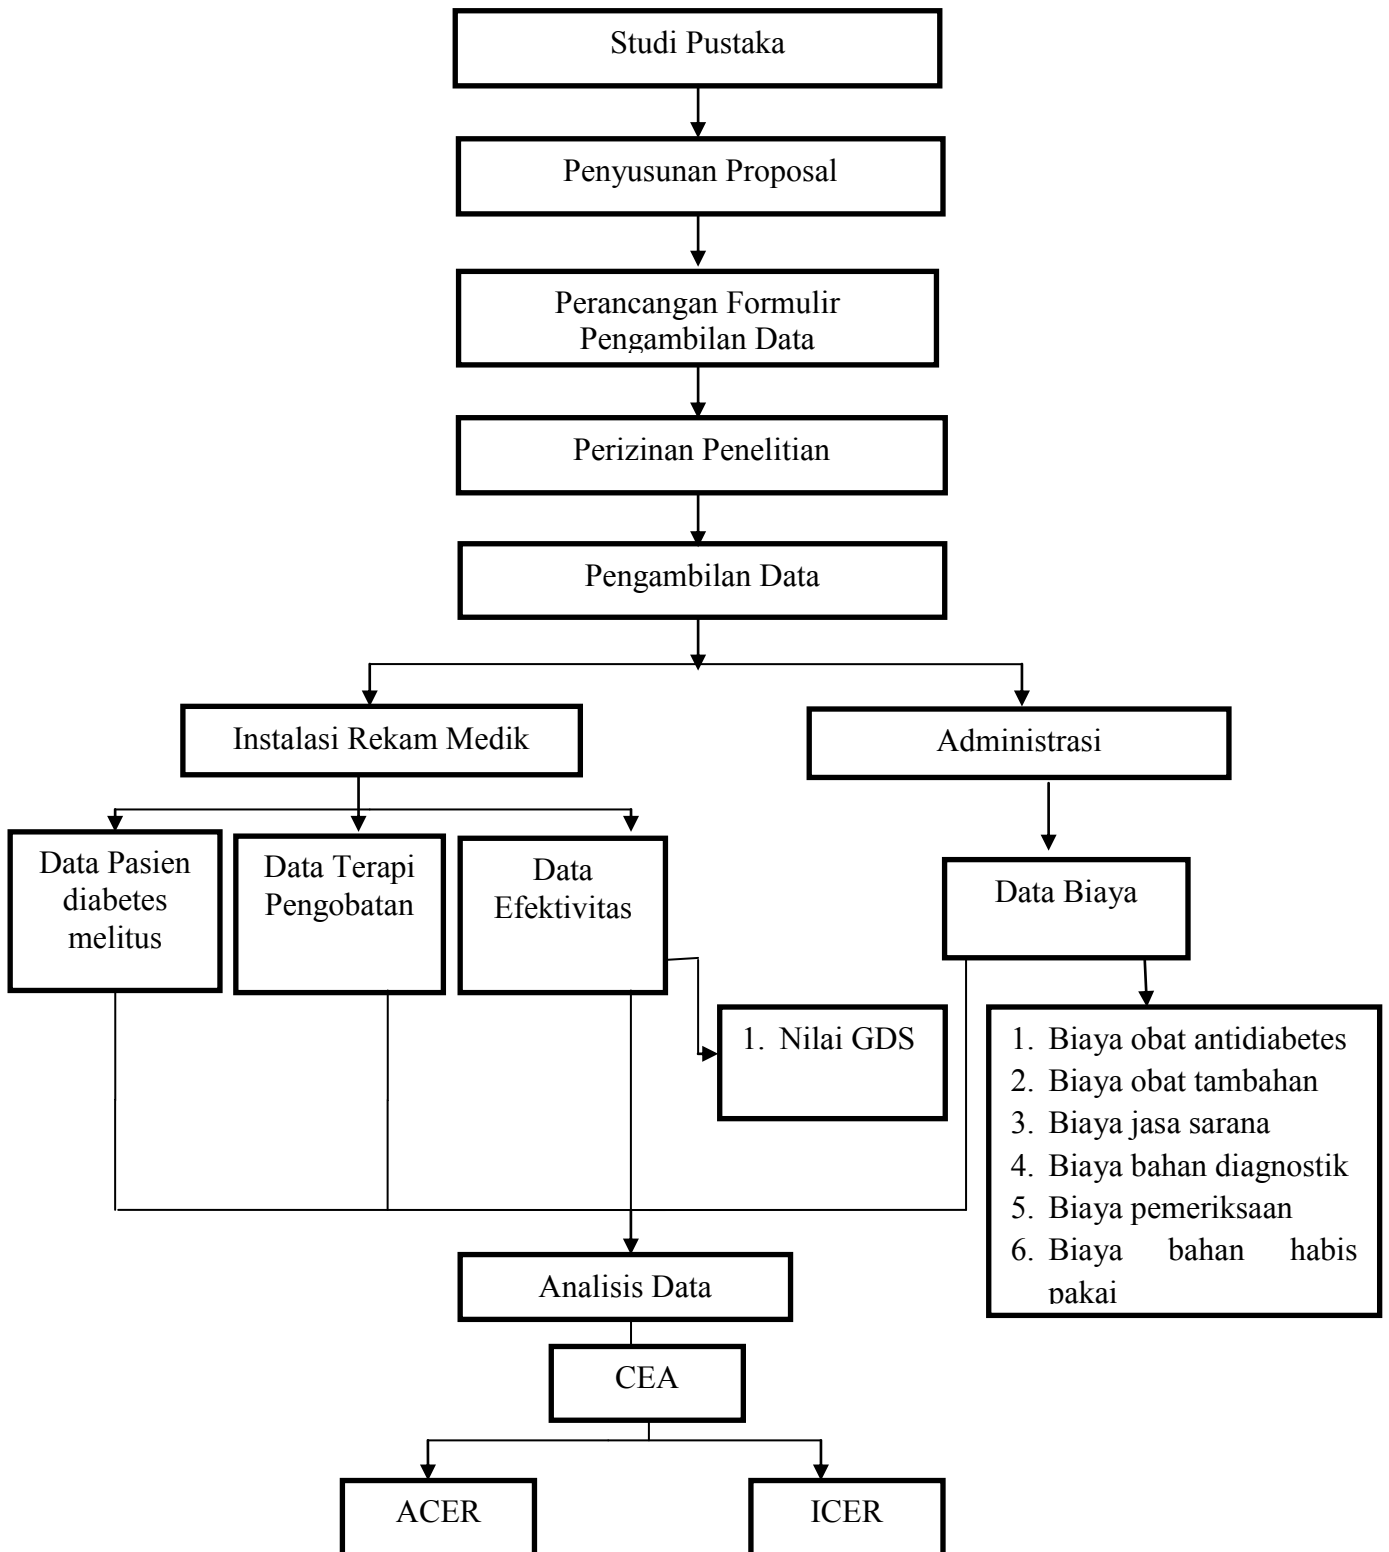 Studi Pustaka
Penyusunan Proposal
Perancangan Formulir
Pengambilan Data
Perizinan Penelitian
Pengambilan Data
Instalasi Rekam Medik
Administrasi
Data Pasien
diabetes
melitus
Data Terapi
Pengobatan
Data
Efektivitas
Data Biaya
1. Nilai GDS
1. Biaya obat antidiabetes
2. Biaya obat tambahan
3. Biaya jasa sarana
4. Biaya bahan diagnostik
5. Biaya pemeriksaan
6. Biaya bahan habis
pakai
Analisis Data
CEA
ACER
ICER